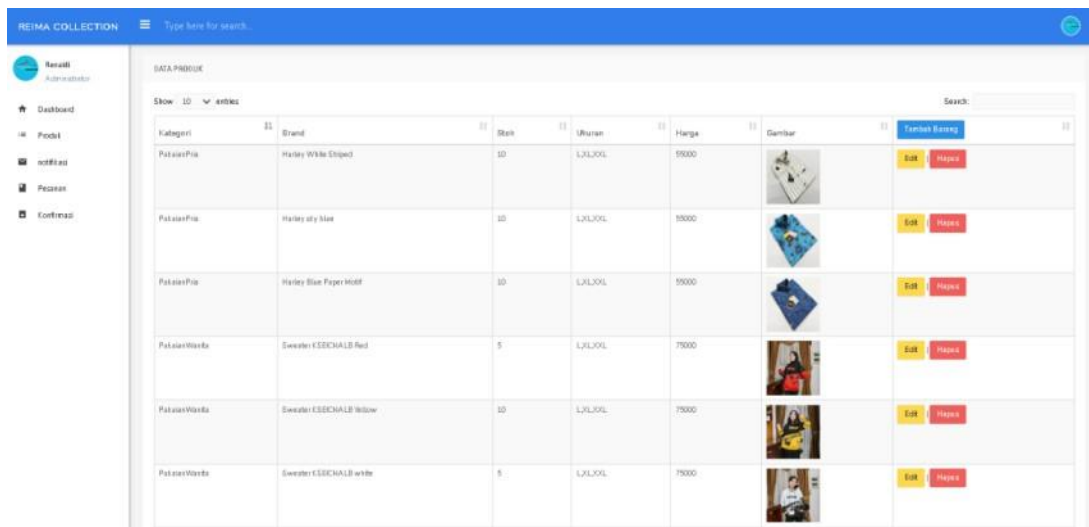 REIMA COLLECTION
Type here for search..
Renaldi
Administrator
Dashboard
Produk
notifikasi
Pesanan
Konfirmasi
DATA PRODUK
Show 10 entries
Search:
Kategori Brand Stok Ukuran Harga Gambar Tambah Barang
PakaianPria Harley White Striped 10 L,XL,XXL 55000 Edit | Hapus
PakaianPria Harley sky blue 10 L,XL,XXL 55000 Edit | Hapus
PakaianPria Harley Blue Paper Motif 10 L,XL,XXL 55000 Edit | Hapus
PakaianWanita Sweater Red 5 L,XL,XXL 75000 Edit | Hapus
PakaianWanita Sweater Yellow 10 L,XL,XXL 75000 Edit | Hapus
PakaianWanita Sweater white 5 L,XL,XXL 75000 Edit | Hapus